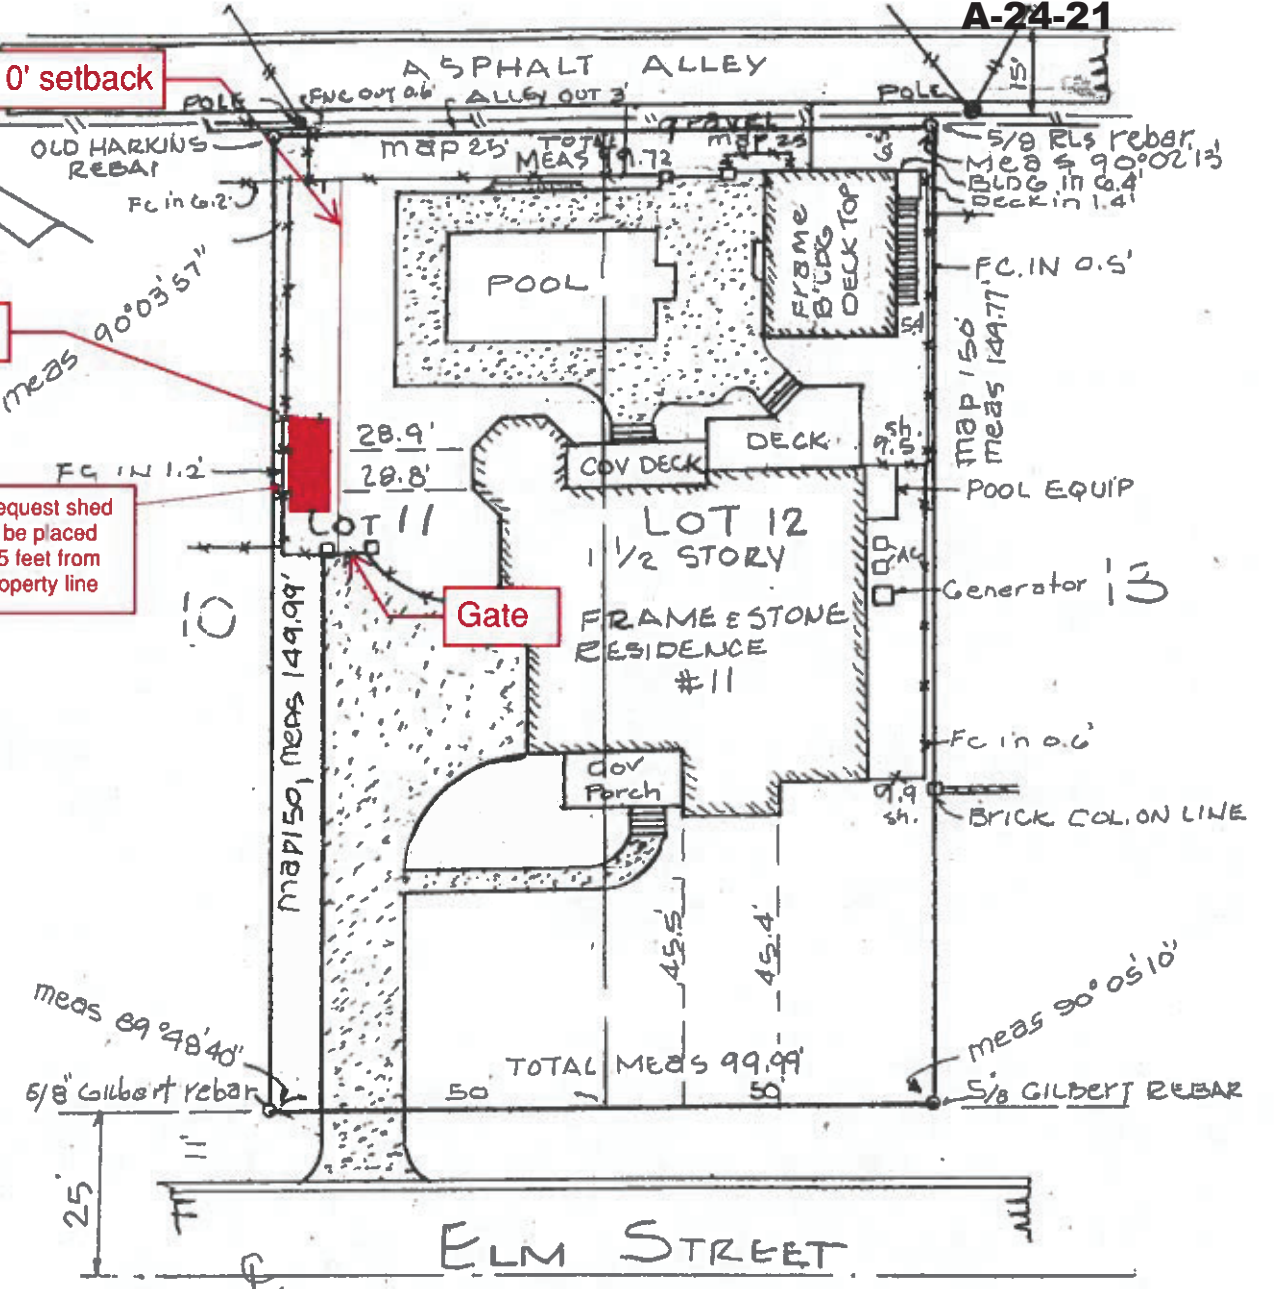 A-24-21
0' setback
ASPHALT ALLEY
15'
POLE
FNC OUT 0.6'
ALLEY OUT 3'
POLE
OLD HARKINS
REBAR
map 25'
gravel
map 25'
5/8 RLS rebar
TOTAL
MEAS
meas 90°02'13"
BLDG in 6.4'
Deck in 1.4'
FC in 6.2'
meas 90°03'57"
POOL
Frame
BLDG
DECK TOP
FC. IN 0.5'
map 150'
meas 149.77'
5.4
28.9'
28.8'
COV DECK
DECK
sh.
9.5'
FC IN 1.2'
POOL EQUIP
equest shed
be placed
5 feet from
operty line
LOT 11
LOT 12
1 1/2 STORY
AC
Generator
13
10
Gate
FRAME & STONE
RESIDENCE
#11
map 150, meas 149.99'
FC in 0.6'
cov
Porch
9.9
sh.
BRICK COL. ON LINE
45.5'
45.4'
meas 89°48'40"
meas 90°05'10"
TOTAL MEAS 99.99'
5/8" Gilbert rebar
50
50'
5/8 GILBERT REBAR
25'
ELM STREET